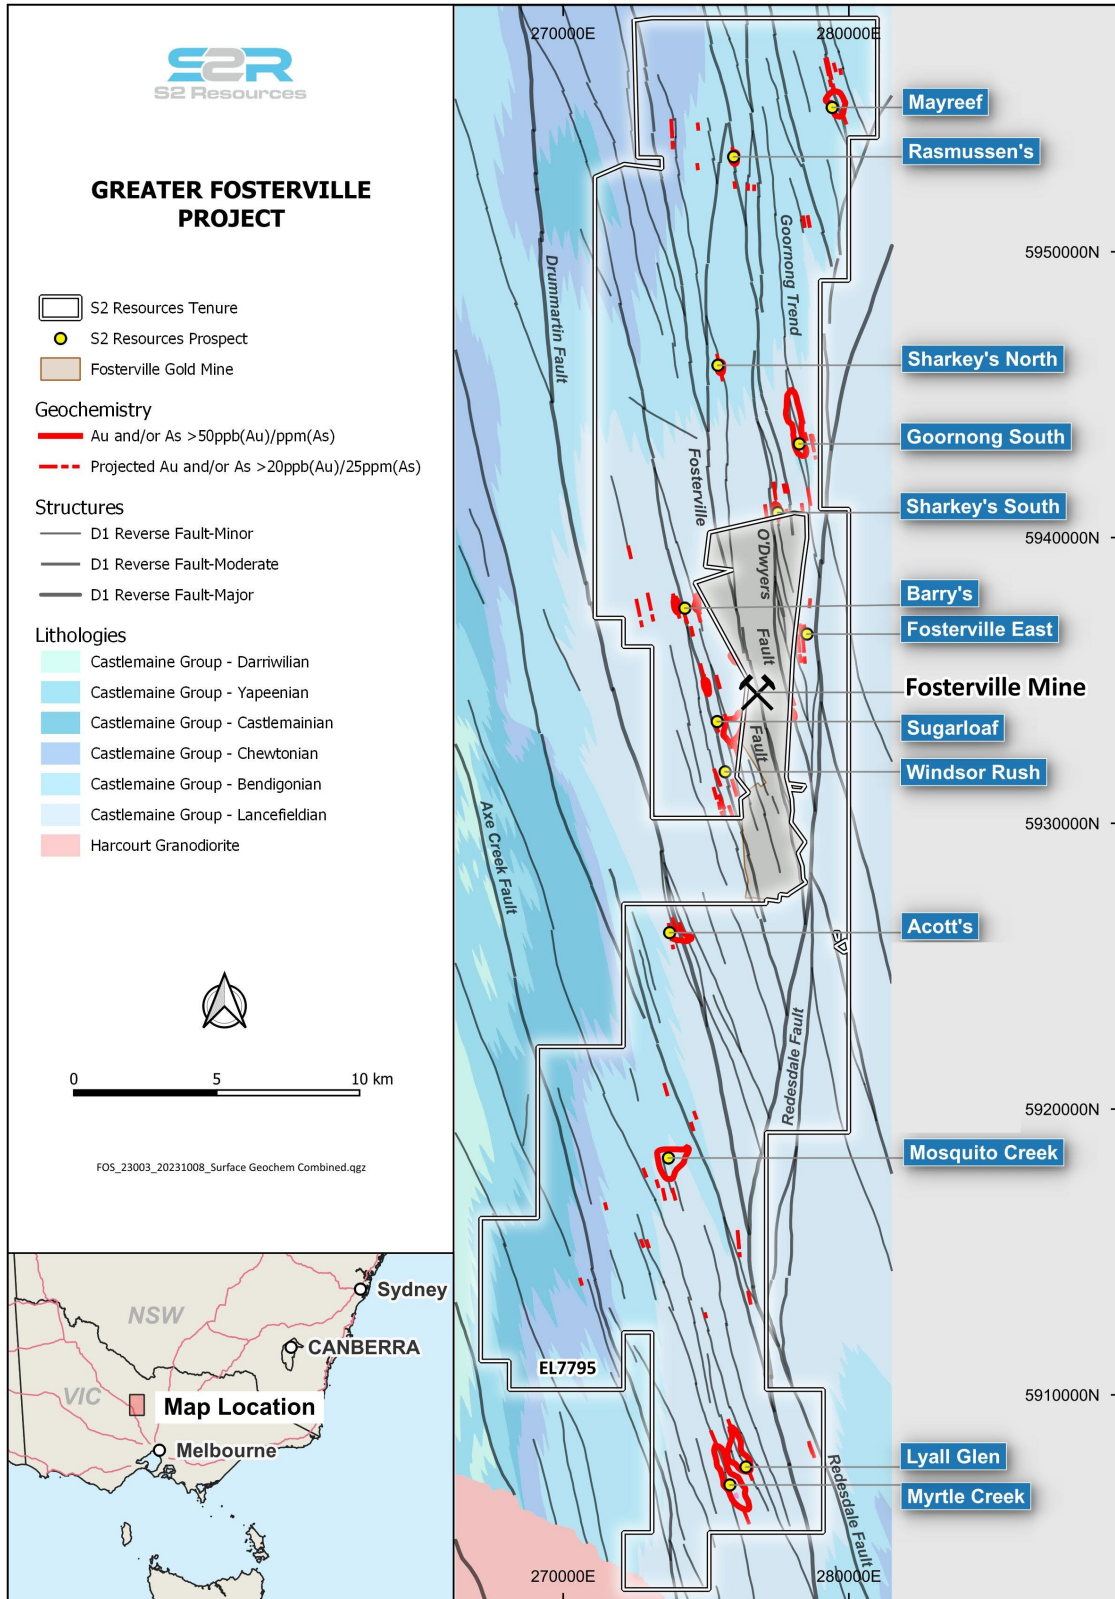 S2R
S2 Resources
GREATER FOSTERVILLE
PROJECT
S2 Resources Tenure
S2 Resources Prospect
Fosterville Gold Mine
Geochemistry
Au and/or As >50ppb(Au)/ppm(As)
Projected Au and/or As >20ppb(Au)/25ppm(As)
Structures
D1 Reverse Fault-Minor
D1 Reverse Fault-Moderate
D1 Reverse Fault-Major
Lithologies
Castlemaine Group - Darriwilian
Castlemaine Group - Yapeenian
Castlemaine Group - Castlemainian
Castlemaine Group - Chewtonian
Castlemaine Group - Bendigonian
Castlemaine Group - Lancefieldian
Harcourt Granodiorite
0 5 10 km
FOS_23003_20231008_Surface Geochem Combined.qgz
NSW
Sydney
CANBERRA
VIC
Map Location
Melbourne
270000E 280000E
Mayreef
Rasmussen's
Goornong Trend
5950000N
Drummartin Fault
Sharkey's North
Goornong South
Fosterville
Sharkey's South
5940000N
O'Dwyers
Fault
Barry's
Fosterville East
Fosterville Mine
Fault
Sugarloaf
Windsor Rush
5930000N
Axe Creek Fault
Acott's
Redesdale Fault
5920000N
Mosquito Creek
EL7795
5910000N
Lyall Glen
Myrtle Creek
Redesdale Fault
270000E 280000E